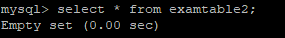 mysql> select * from examtable2;
Empty set (0.00 sec)